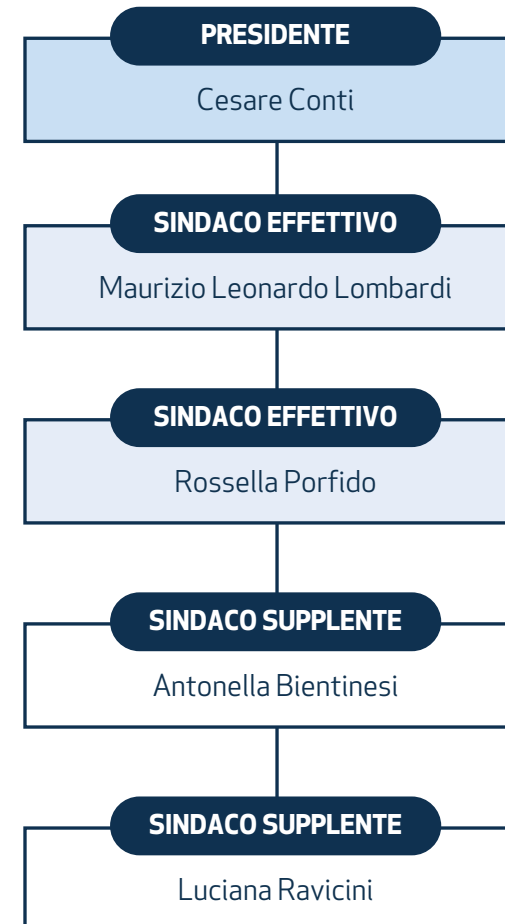 PRESIDENTE
Cesare Conti
SINDACO EFFETTIVO
Maurizio Leonardo Lombardi
SINDACO EFFETTIVO
Rossella Porfido
SINDACO SUPPLENTE
Antonella Bientinesi
SINDACO SUPPLENTE
Luciana Ravicini